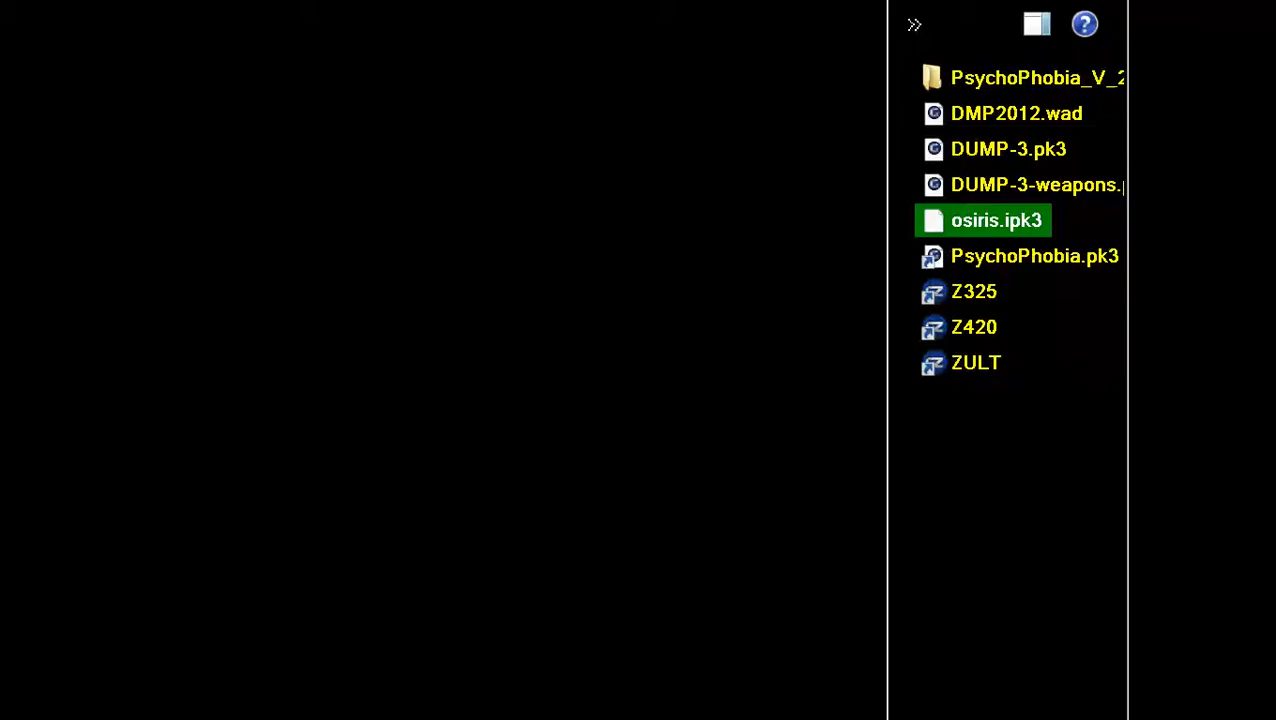 »
?
PsychoPhobia_V_2
DMP2012.wad
DUMP-3.pk3
DUMP-3-weapons.
osiris.ipk3
PsychoPhobia.pk3
Z325
Z420
ZULT